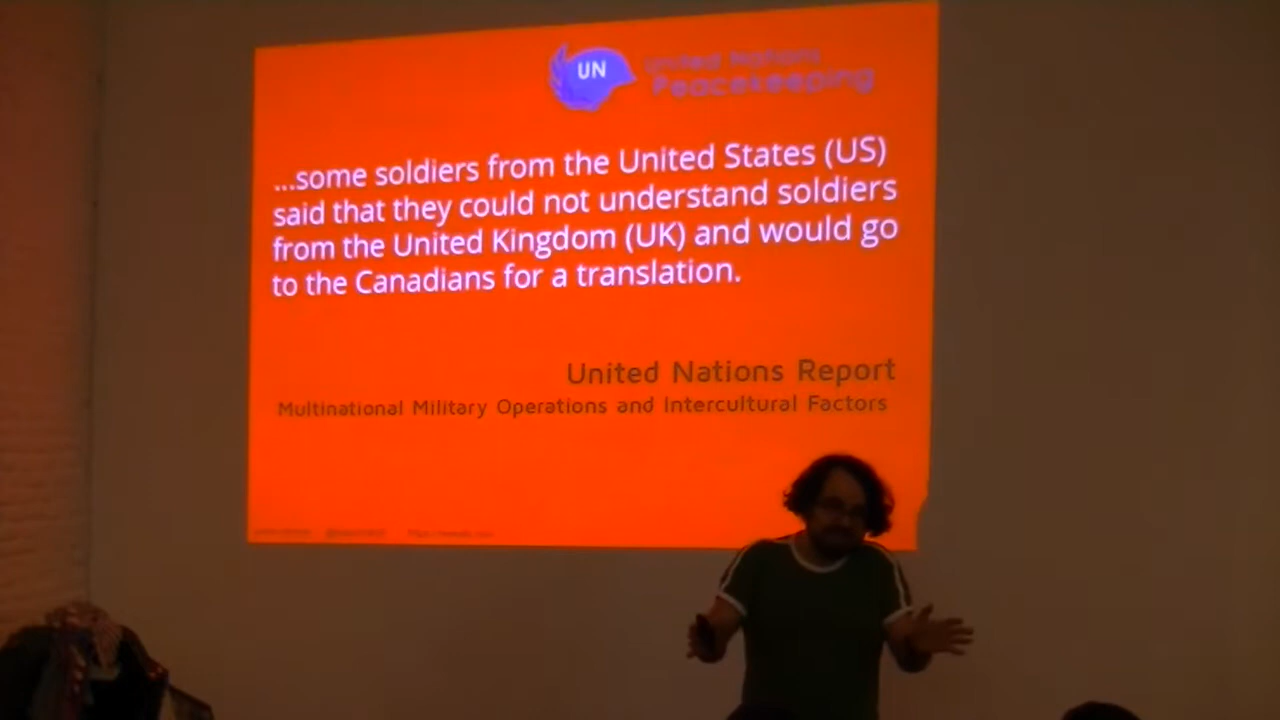 UN
United Nations
Peacekeeping
...some soldiers from the United States (US)
said that they could not understand soldiers
from the United Kingdom (UK) and would go
to the Canadians for a translation.
United Nations Report
Multinational Military Operations and Intercultural Factors